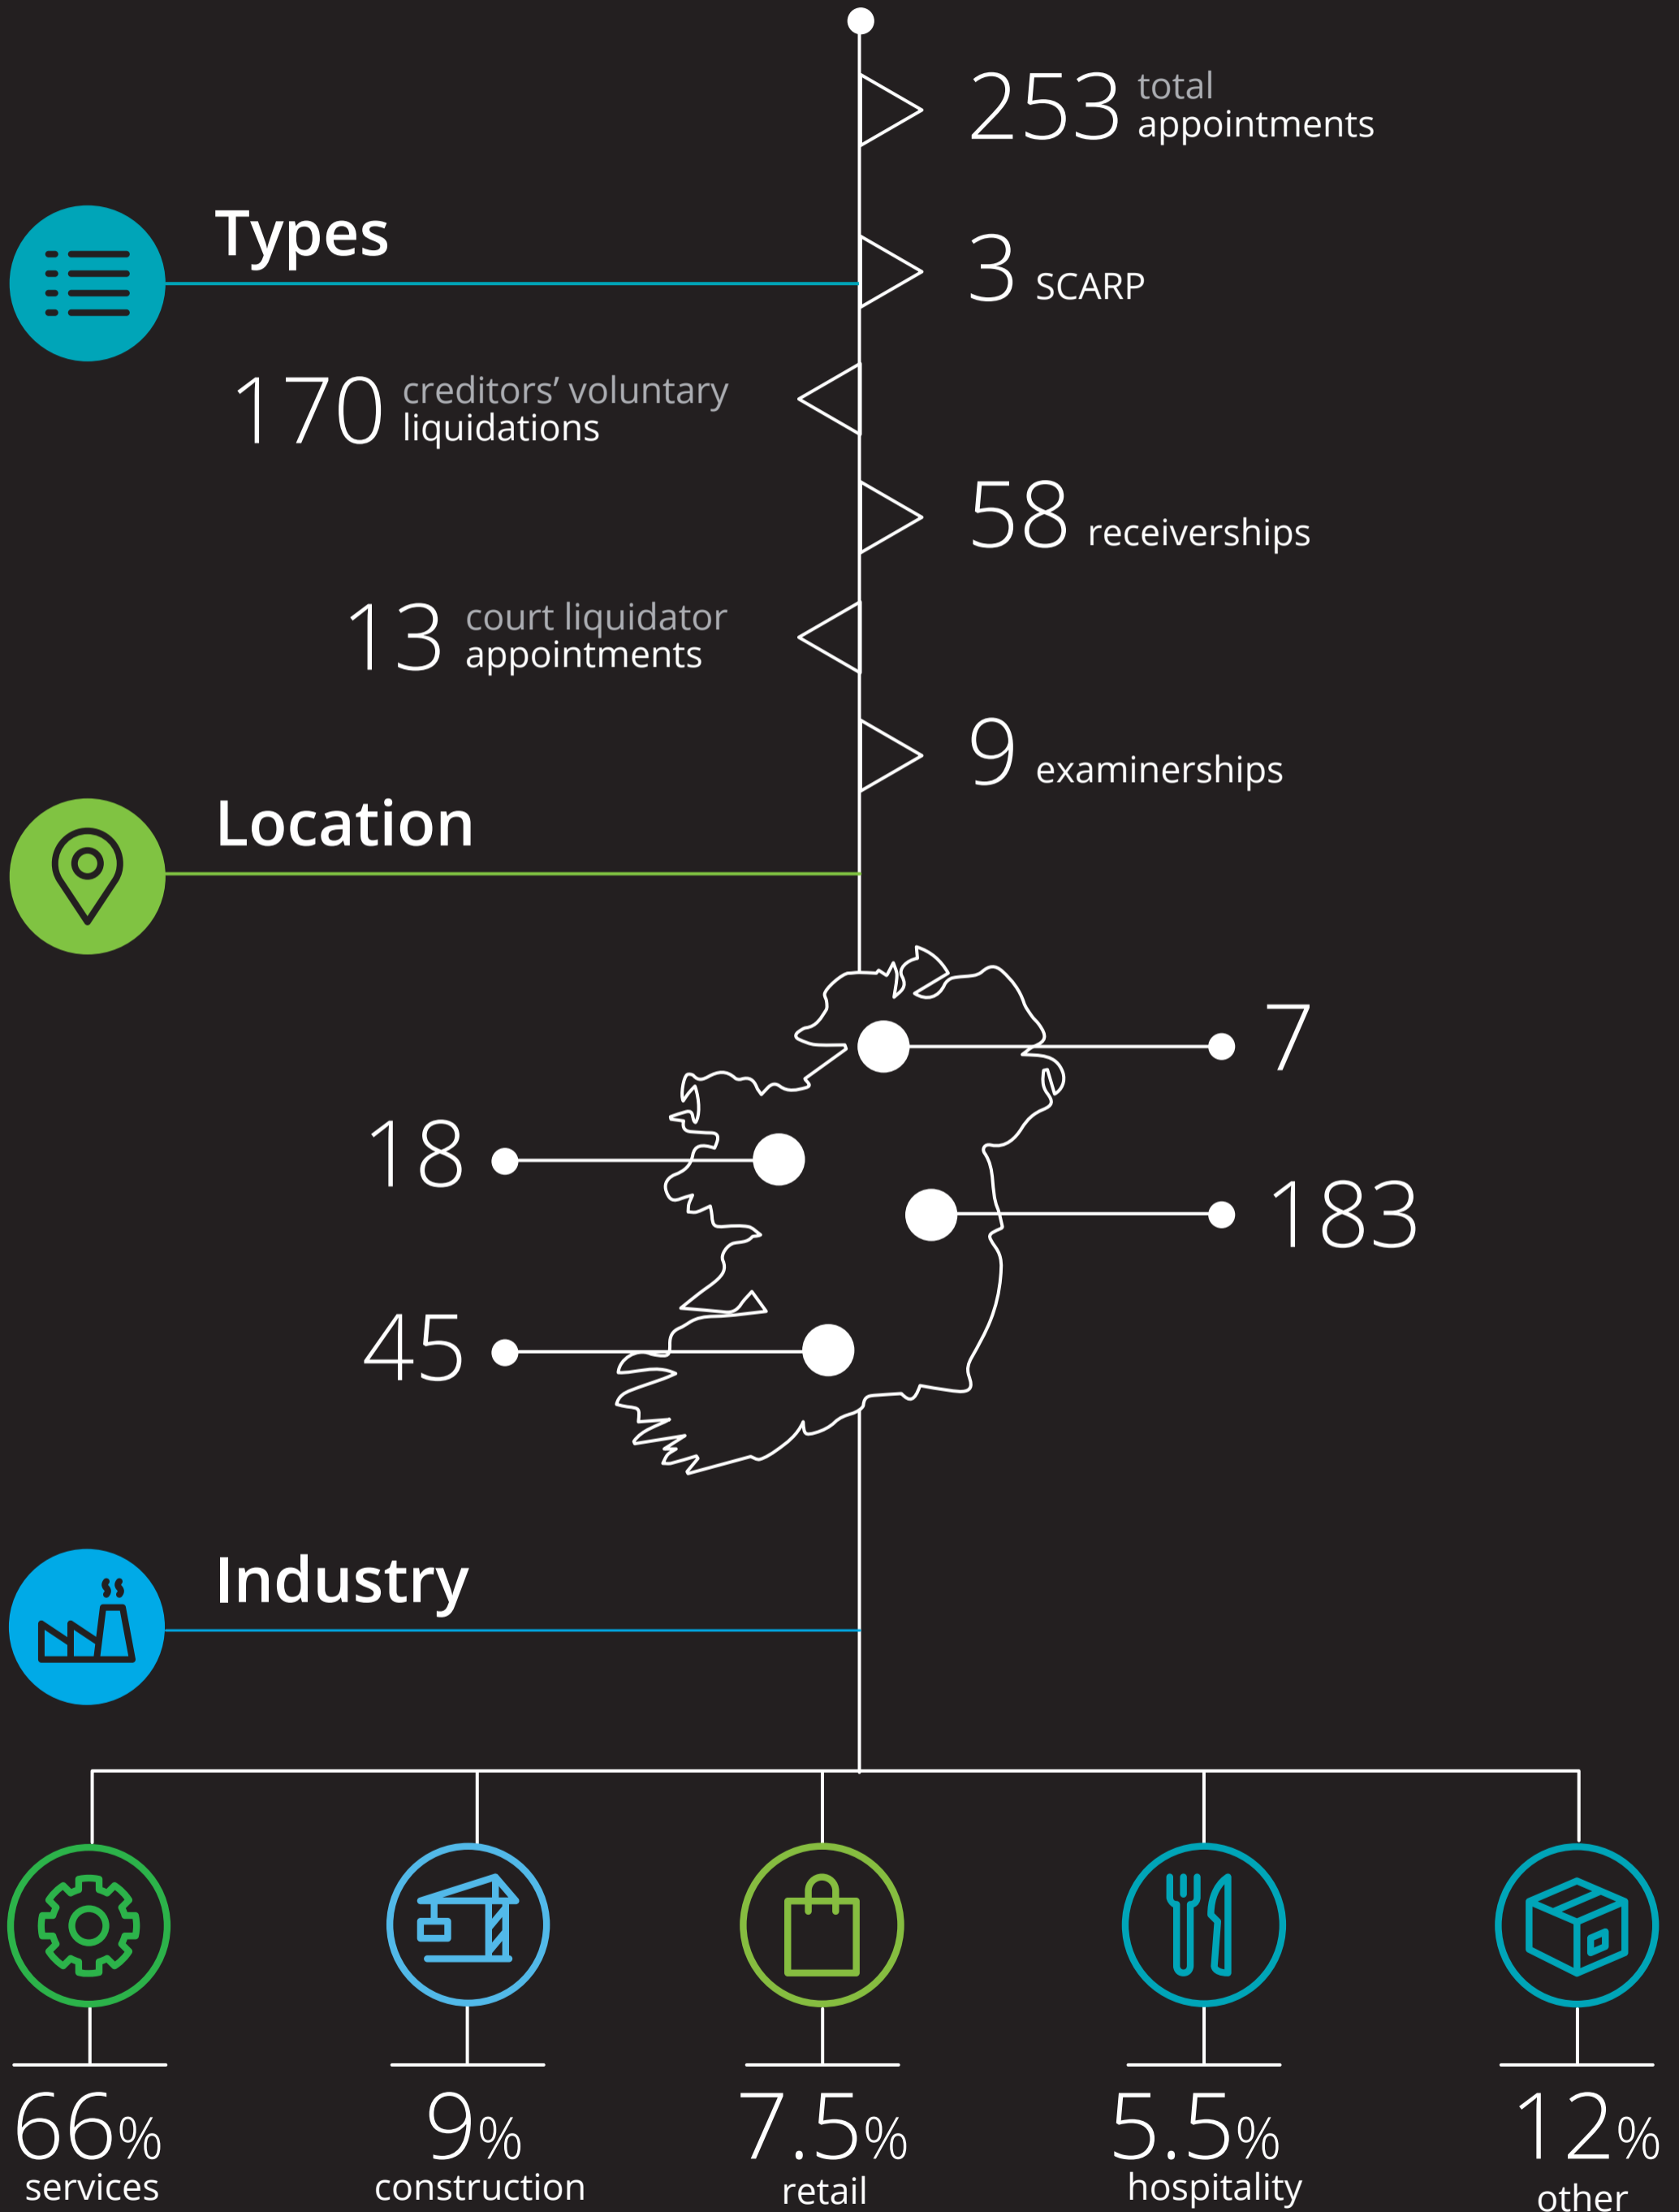 253 total
appointments
Types
3 SCARP
170 creditors’ voluntary
liquidations
58 receiverships
13 court liquidator
appointments
9 examinerships
Location
7
18
183
45
Industry
66%
services
9%
construction
7.5%
retail
5.5%
hospitality
12%
other